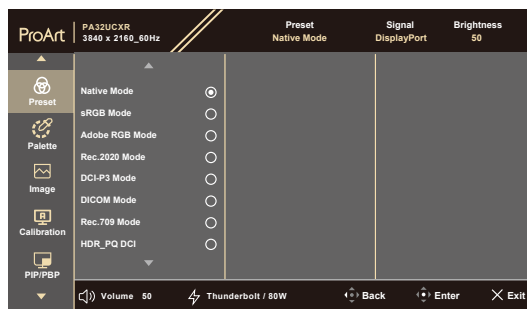 ProArt
PA32UCXR
3840 x 2160_60Hz
Preset
Native Mode
Signal
DisplayPort
Brightness
50
Preset
Palette
Image
Calibration
PIP/PBP
Native Mode
sRGB Mode
Adobe RGB Mode
Rec.2020 Mode
DCI-P3 Mode
DICOM Mode
Rec.709 Mode
HDR_PQ DCI
Volume 50
Thunderbolt / 80W
Back
Enter
Exit